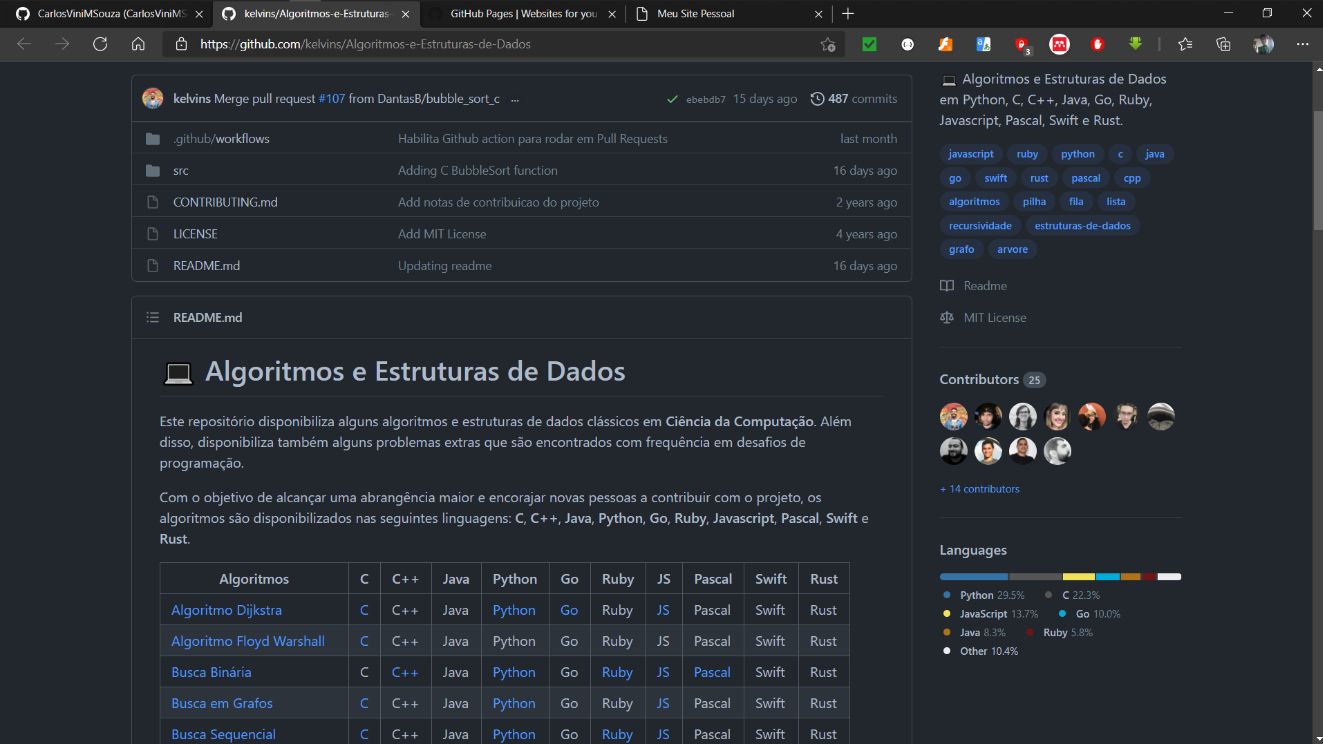 CarlosViniMSouza (CarlosViniMS
kelvins/Algoritmos-e-Estruturas-
GitHub Pages | Websites for you
Meu Site Pessoal
https://github.com/kelvins/Algoritmos-e-Estruturas-de-Dados
3
kelvins Merge pull request #107 from DantasB/bubble_sort_c ...
ebebdb7 15 days ago 487 commits
.github/workflows Habilita Github action para rodar em Pull Requests last month
src Adding C BubbleSort function 16 days ago
CONTRIBUTING.md Add notas de contribuicao do projeto 2 years ago
LICENSE Add MIT License 4 years ago
README.md Updating readme 16 days ago
README.md
Algoritmos e Estruturas de Dados
Este repositório disponibiliza alguns algoritmos e estruturas de dados clássicos em Ciência da Computação. Além
disso, disponibiliza também alguns problemas extras que são encontrados com frequência em desafios de
programação.
Com o objetivo de alcançar uma abrangência maior e encorajar novas pessoas a contribuir com o projeto, os
algoritmos são disponibilizados nas seguintes linguagens: C, C++, Java, Python, Go, Ruby, Javascript, Pascal, Swift e
Rust.
Algoritmos C C++ Java Python Go Ruby JS Pascal Swift Rust
Algoritmo Dijkstra C C++ Java Python Go Ruby JS Pascal Swift Rust
Algoritmo Floyd Warshall C C++ Java Python Go Ruby JS Pascal Swift Rust
Busca Binária C C++ Java Python Go Ruby JS Pascal Swift Rust
Busca em Grafos C C++ Java Python Go Ruby JS Pascal Swift Rust
Busca Sequencial C C++ Java Python Go Ruby JS Pascal Swift Rust
Algoritmos e Estruturas de Dados
em Python, C, C++, Java, Go, Ruby,
Javascript, Pascal, Swift e Rust.
javascript ruby python c java
go swift rust pascal cpp
algoritmos pilha fila lista
recursividade estruturas-de-dados
grafo arvore
Readme
MIT License
Contributors 25
+ 14 contributors
Languages
Python 29.5% C 22.3%
JavaScript 13.7% Go 10.0%
Java 8.3% Ruby 5.8%
Other 10.4%